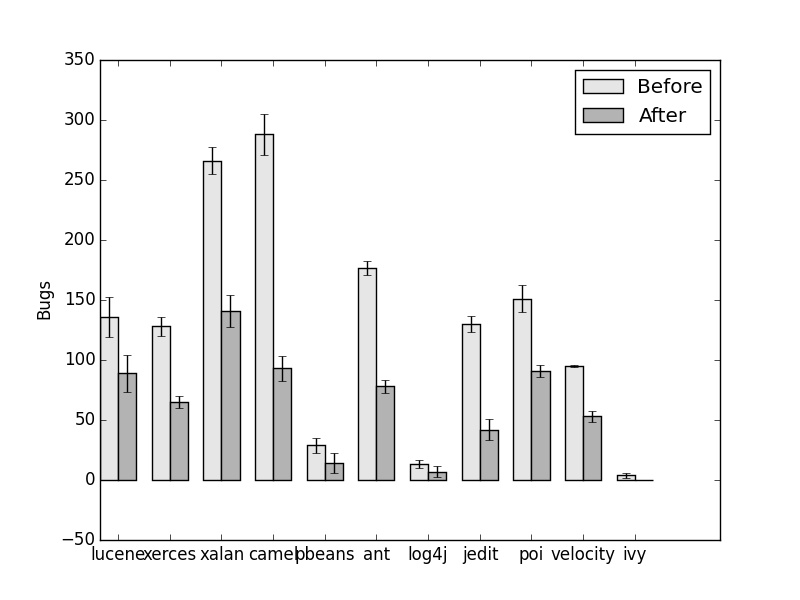 350
300
250
200
150
100
50
0
−50
Bugs
Before
After
lucene xerces xalan camel pbeans ant log4j jedit poi velocity ivy